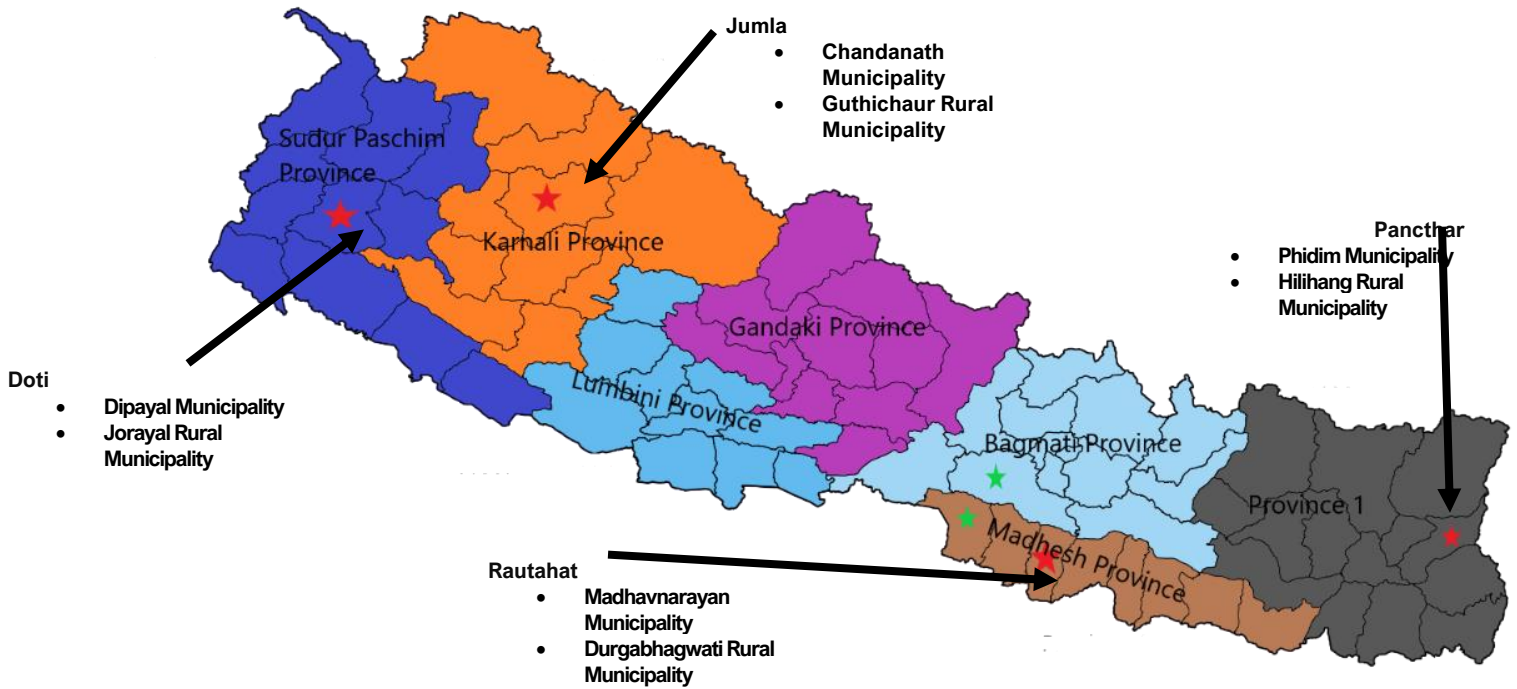 Jumla
• Chandanath
Municipality
• Guthichaur Rural
Municipality
Sudur Paschim
Province
Karnali Province
Pancthar
• Phidim Municipality
• Hilihang Rural
Municipality
Gandaki Province
Doti
• Dipayal Municipality
• Jorayal Rural
Municipality
Lumbini Province
Bagmati Province
Province 1
Madhesh Province
Rautahat
• Madhavnarayan
Municipality
• Durgabhagwati Rural
Municipality